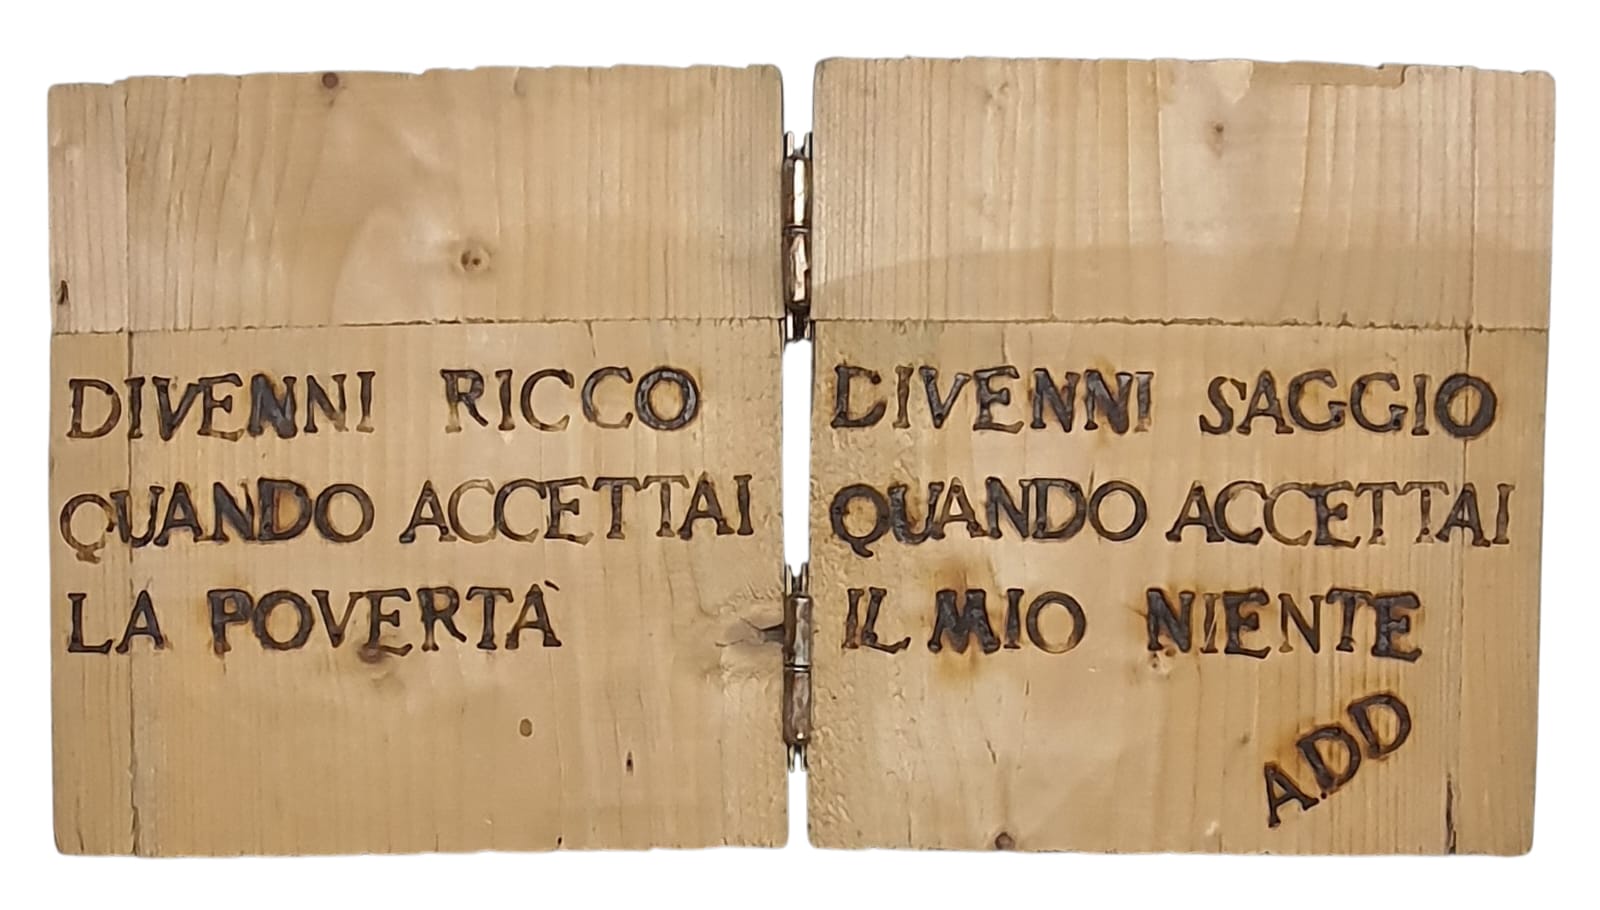 DIVENNI RICCO
QUANDO ACCETTAI
LA POVERTÀ
DIVENNI SAGGIO
QUANDO ACCETTAI
IL MIO NIENTE
A.DD